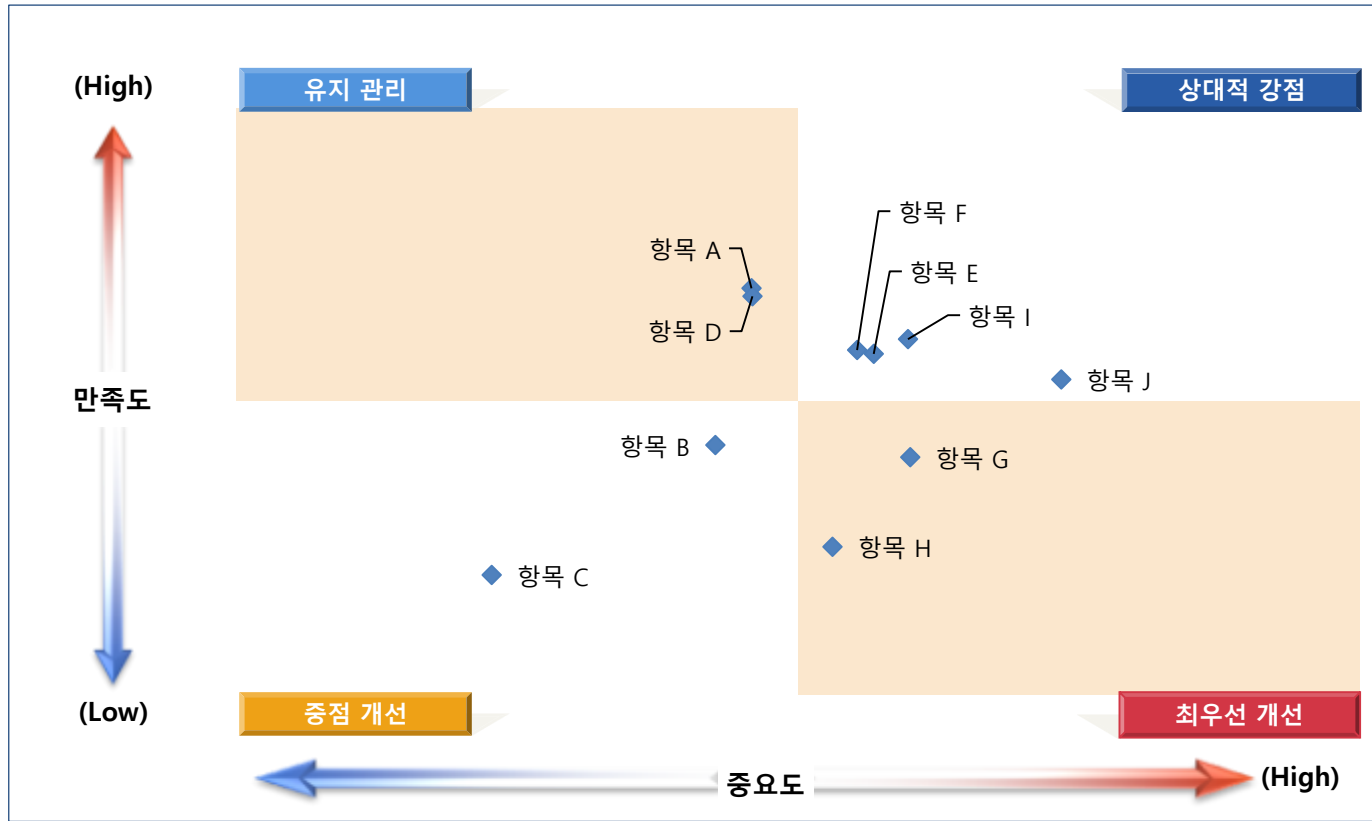 (High)
유지 관리
상대적 강점
항목 F
항목 A
항목 E
항목 I
항목 D
항목 J
만족도
항목 B
항목 G
항목 H
항목 C
(Low)
중점 개선
최우선 개선
중요도
(High)